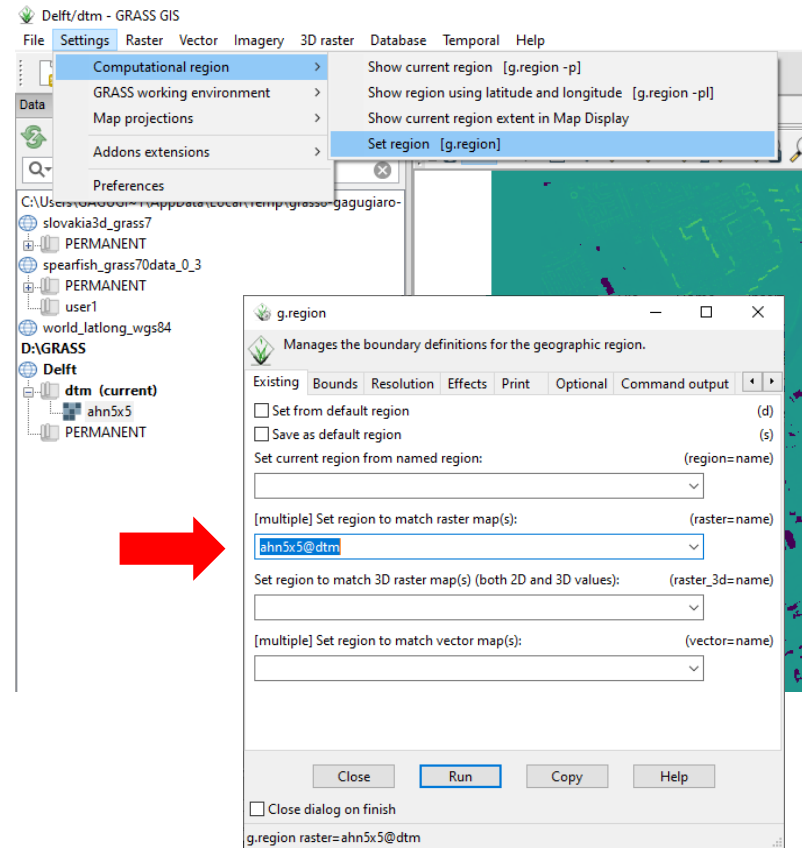 Delft/dtm - GRASS GIS
File Settings Raster Vector Imagery 3D raster Database Temporal Help
Computational region >
GRASS working environment >
Map projections >
Addons extensions >
Preferences
Show current region [g.region -p]
Show region using latitude and longitude [g.region -pl]
Show current region extent in Map Display
Set region [g.region]
Data
slovakia3d_grass7
PERMANENT
spearfish_grass70data_0_3
PERMANENT
user1
world_latlong_wgs84
D:\GRASS
Delft
dtm (current)
ahn5x5
PERMANENT
g.region
Manages the boundary definitions for the geographic region.
Existing Bounds Resolution Effects Print Optional Command output
Set from default region (d)
Save as default region (s)
Set current region from named region: (region=name)
[multiple] Set region to match raster map(s): (raster=name)
ahn5x5@dtm
Set region to match 3D raster map(s) (both 2D and 3D values): (raster_3d=name)
[multiple] Set region to match vector map(s): (vector=name)
Close Run Copy Help
Close dialog on finish
g.region raster=ahn5x5@dtm